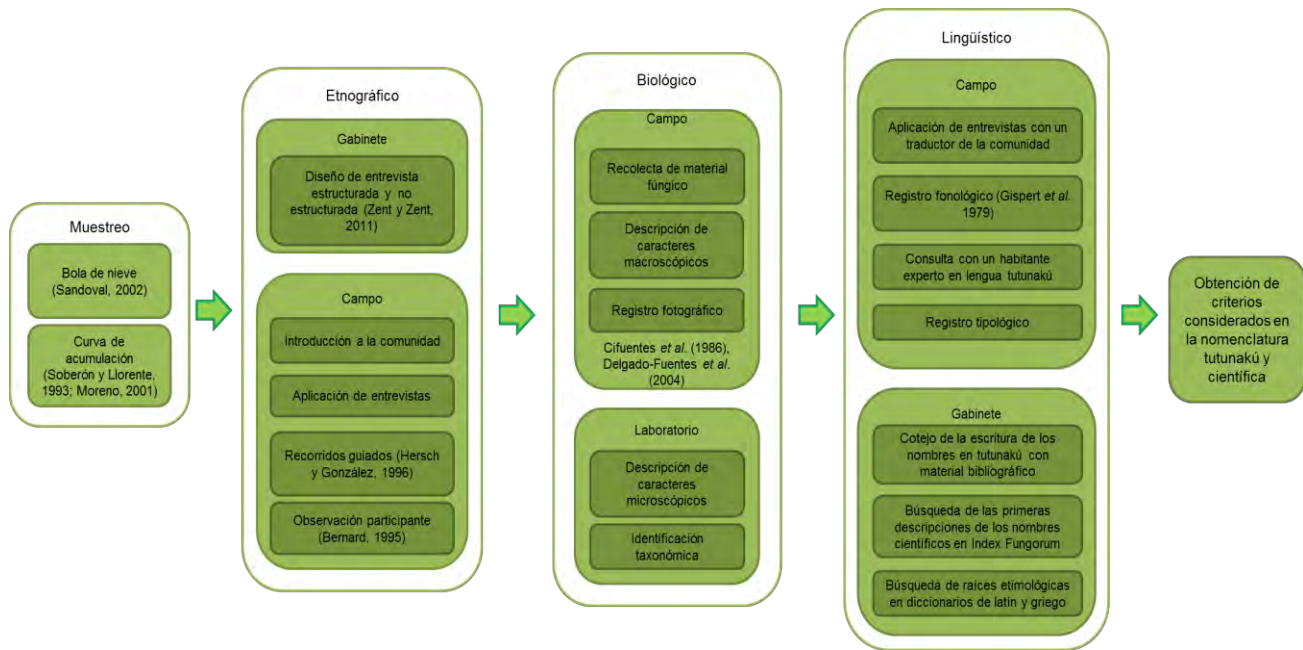 Muestreo
Bola de nieve
(Sandoval, 2002)
Curva de
acumulación
(Soberón y Llorente,
1993; Moreno, 2001)
Etnográfico
Gabinete
Diseño de entrevista
estructurada y no
estructurada (Zent y Zent,
2011)
Campo
Introducción a la comunidad
Aplicación de entrevistas
Recorridos guiados (Hersch
y González, 1996)
Observación participante
(Bernard, 1995)
Biológico
Campo
Recolecta de material
fúngico
Descripción de
caracteres
macroscópicos
Registro fotográfico
Cifuentes et al. (1986),
Delgado-Fuentes et al.
(2004)
Laboratorio
Descripción de
caracteres
microscópicos
Identificación
taxonómica
Lingüístico
Campo
Aplicación de entrevistas con un
traductor de la comunidad
Registro fonológico (Gispert et al.
1979)
Consulta con un habitante
experto en lengua tutunakú
Registro tipológico
Gabinete
Cotejo de la escritura de los
nombres en tutunakú con
material bibliográfico
Búsqueda de las primeras
descripciones de los nombres
científicos en Index Fungorum
Búsqueda de raíces etimológicas
en diccionarios de latín y griego
Obtención de
criterios
considerados en
la nomenclatura
tutunakú y
científica